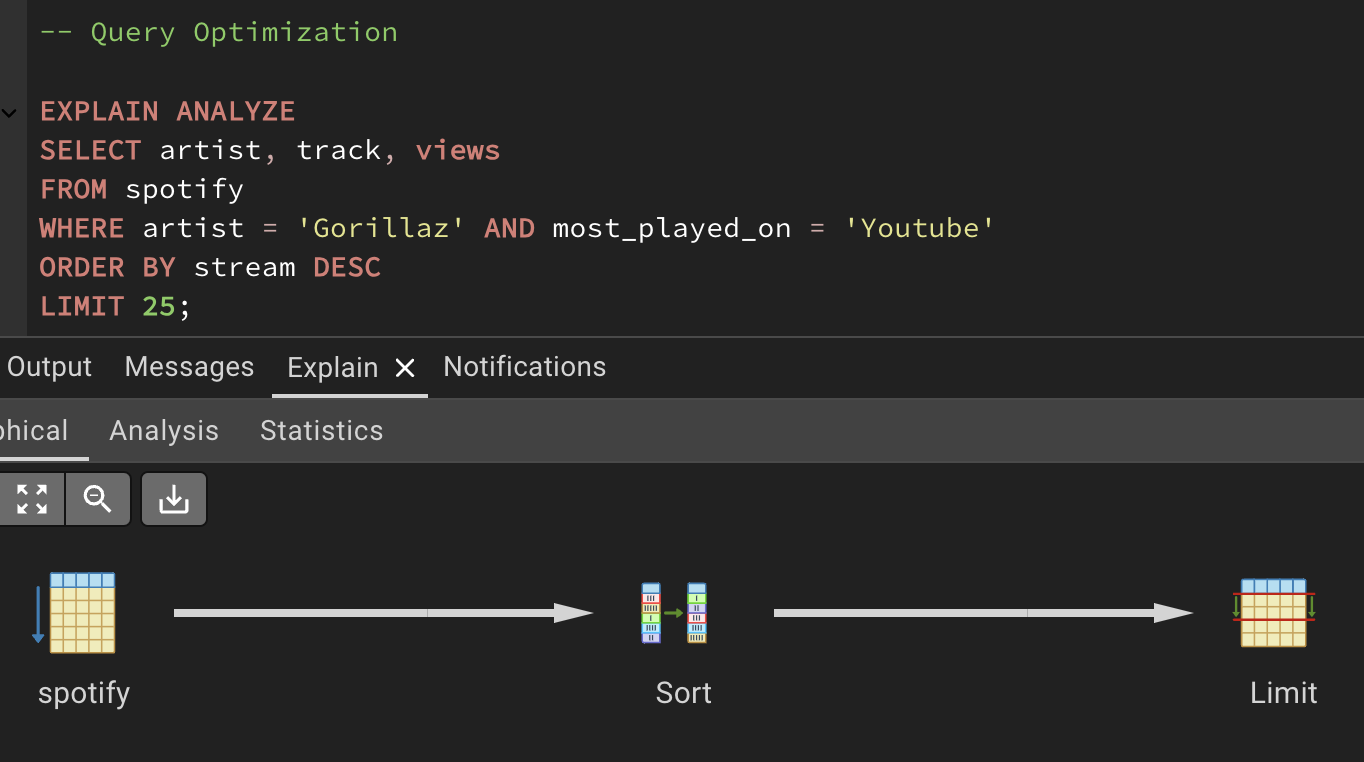 -- Query Optimization
EXPLAIN ANALYZE
SELECT artist, track, views
FROM spotify
WHERE artist = 'Gorillaz' AND most_played_on = 'Youtube'
ORDER BY stream DESC
LIMIT 25;
Output Messages Explain Notifications
phical Analysis Statistics
spotify Sort Limit